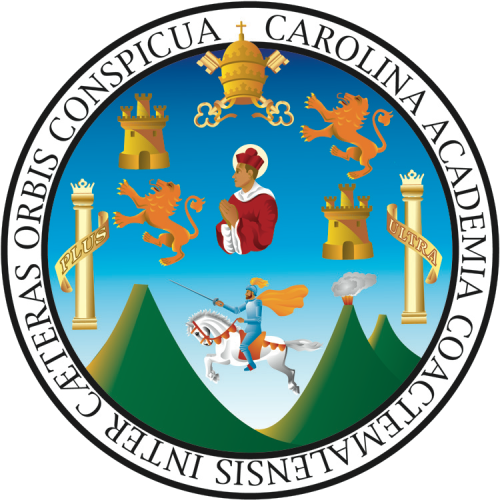 CAROLINA ACADEMIA COACTEMALENSIS INTER CÆTERAS ORBIS CONSPICUA
PLUS
ULTRA